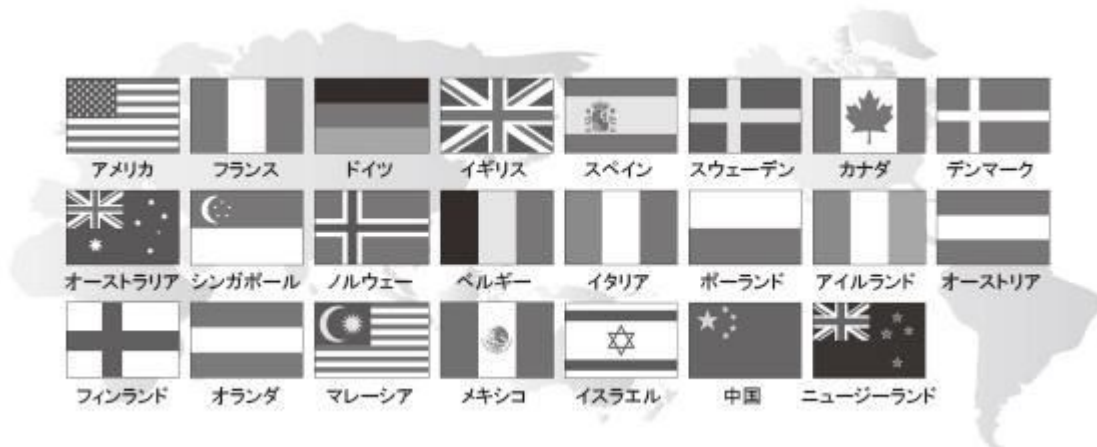 アメリカ フランス ドイツ イギリス スペイン スウェーデン カナダ デンマーク
オーストラリア シンガポール ノルウェー ベルギー イタリア ポーランド アイルランド オーストリア
フィンランド オランダ マレーシア メキシコ イスラエル 中国 ニュージーランド